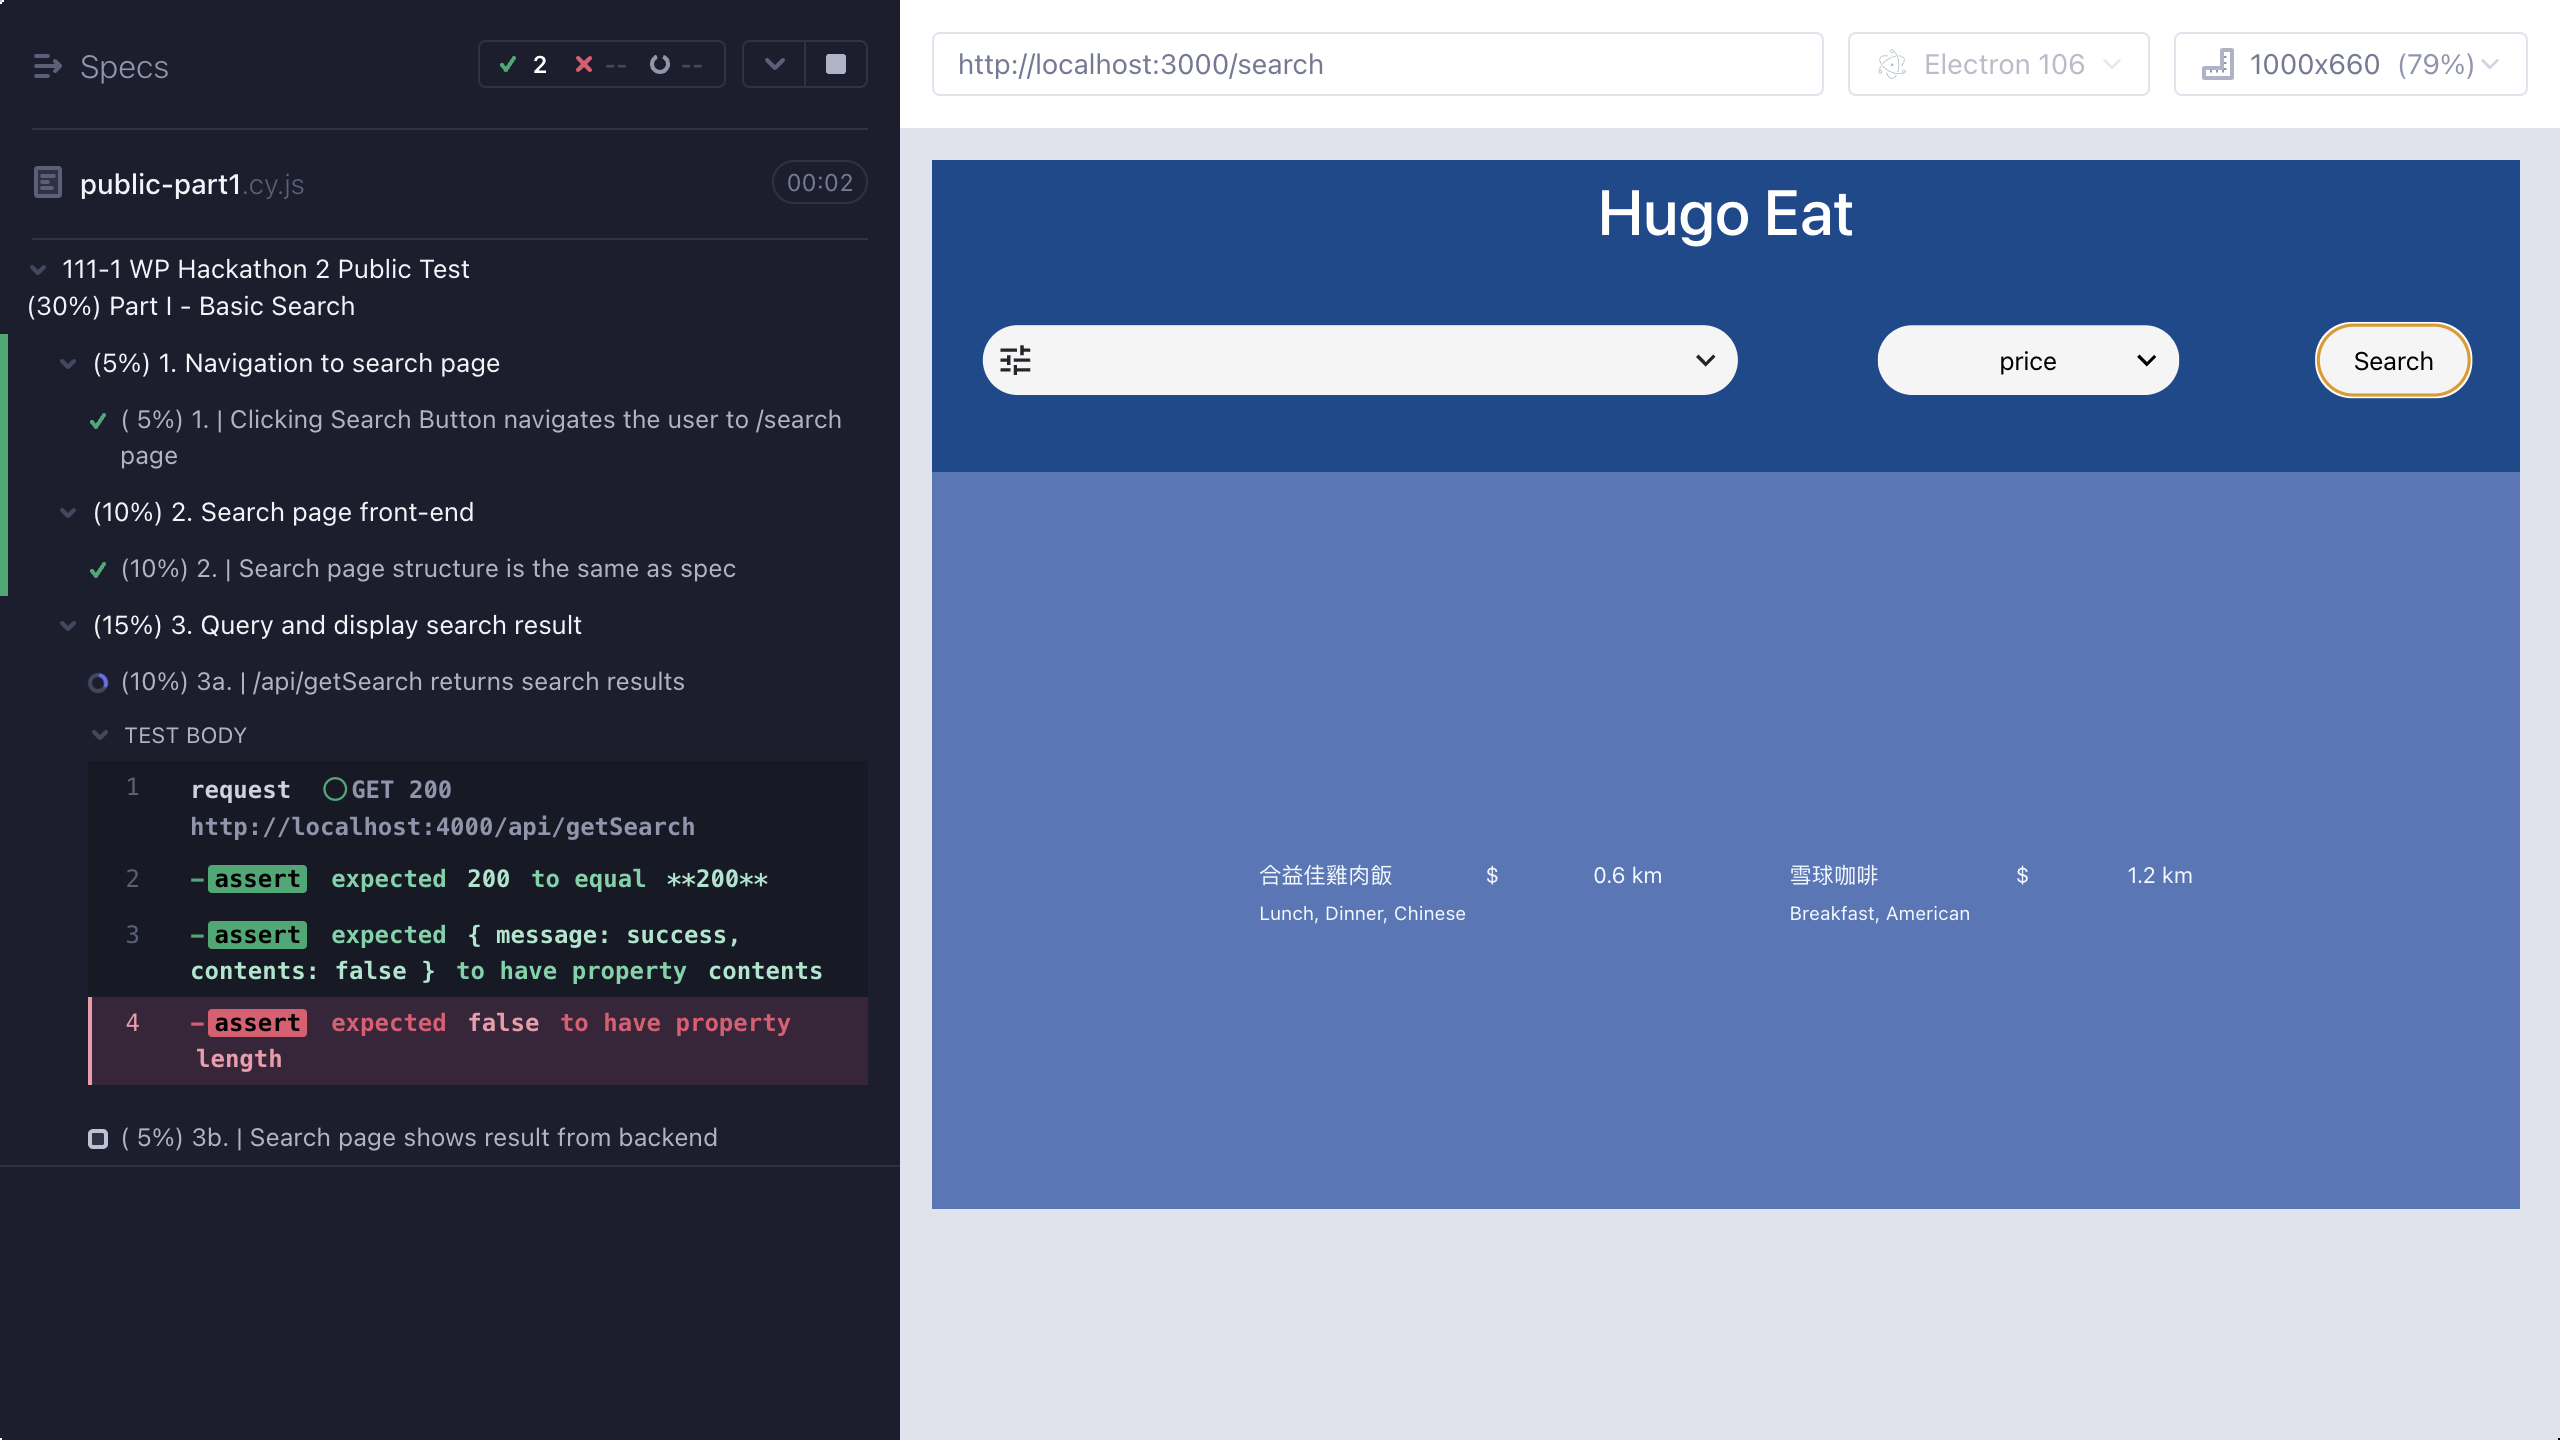 Specs
2 -- --
public-part1.cy.js 00:02
111-1 WP Hackathon 2 Public Test
(30%) Part I - Basic Search
(5%) 1. Navigation to search page
( 5%) 1. | Clicking Search Button navigates the user to /search
page
(10%) 2. Search page front-end
(10%) 2. | Search page structure is the same as spec
(15%) 3. Query and display search result
(10%) 3a. | /api/getSearch returns search results
TEST BODY
1 request GET 200
http://localhost:4000/api/getSearch
2 -assert expected 200 to equal **200**
3 -assert expected { message: success,
contents: false } to have property contents
4 -assert expected false to have property
length
( 5%) 3b. | Search page shows result from backend
http://localhost:3000/search
Electron 106
1000x660 (79%)
Hugo Eat
price
Search
合益佳雞肉飯 $ 0.6 km
Lunch, Dinner, Chinese
雪球咖啡 $ 1.2 km
Breakfast, American